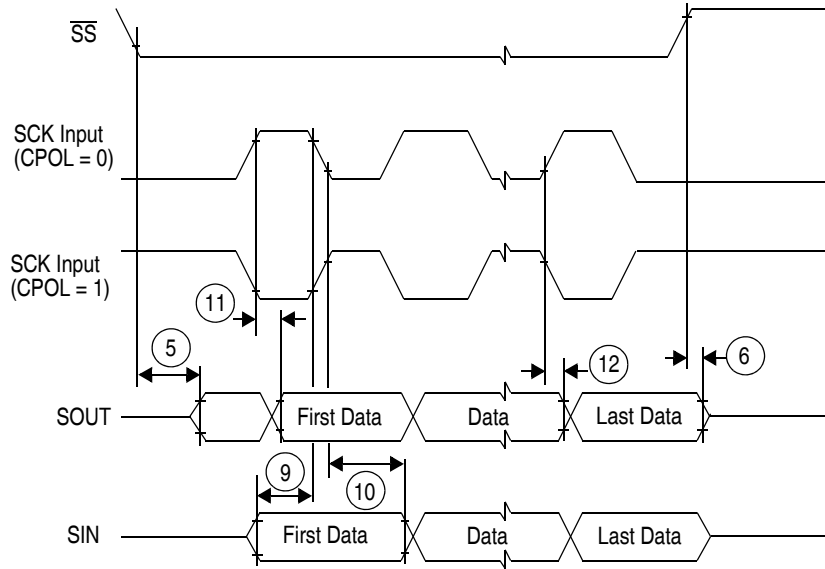 SS
SCK Input
(CPOL = 0)
SCK Input
(CPOL = 1)
11
5
12
6
SOUT
First Data
Data
Last Data
9
10
SIN
First Data
Data
Last Data